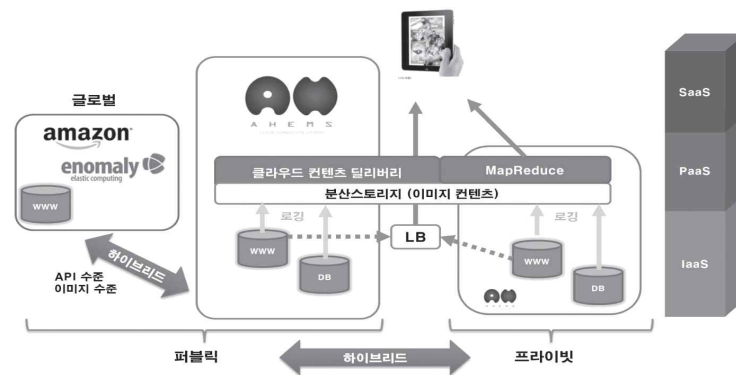 글로벌
amazon
enomaly
elastic computing
www
하이브리드
API 수준
이미지 수준
AHEMS
클라우드 컨텐츠 딜리버리
MapReduce
분산스토리지 (이미지 컨텐츠)
로깅
www
DB
LB
로깅
www
DB
AHEMS
퍼블릭
하이브리드
프라이빗
SaaS
PaaS
IaaS